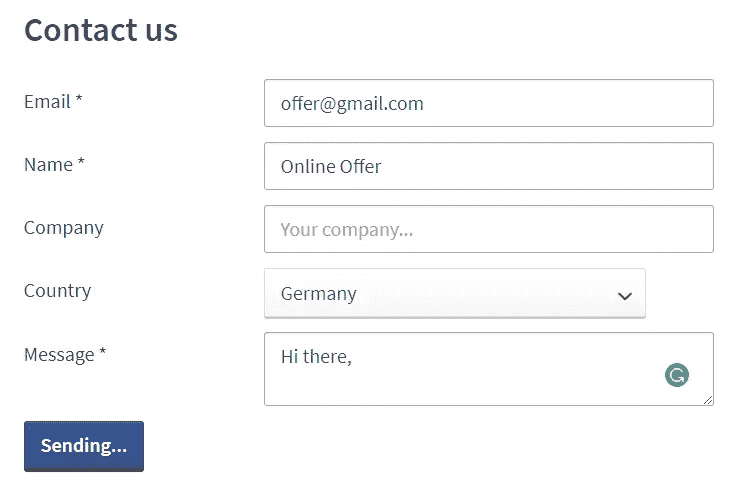 Contact us
Email * offer@gmail.com
Name * Online Offer
Company Your company...
Country Germany
Message * Hi there,
Sending...